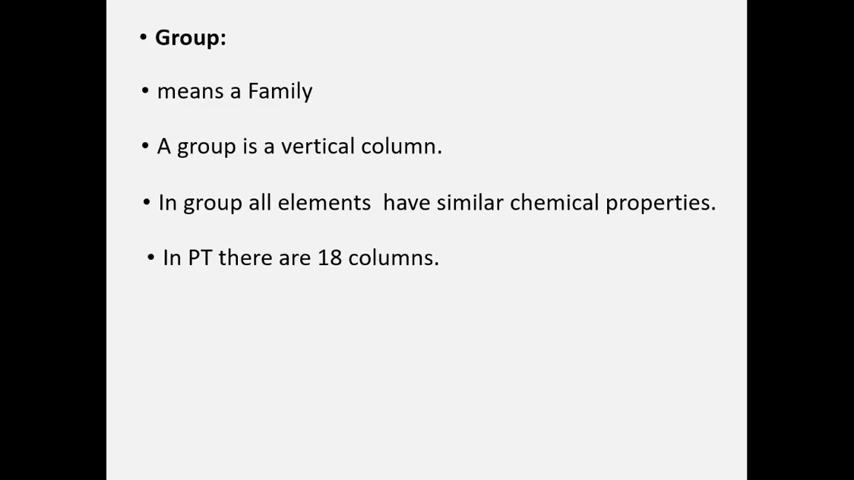 • Group:
• means a Family
• A group is a vertical column.
• In group all elements  have similar chemical properties.
• In PT there are 18 columns.